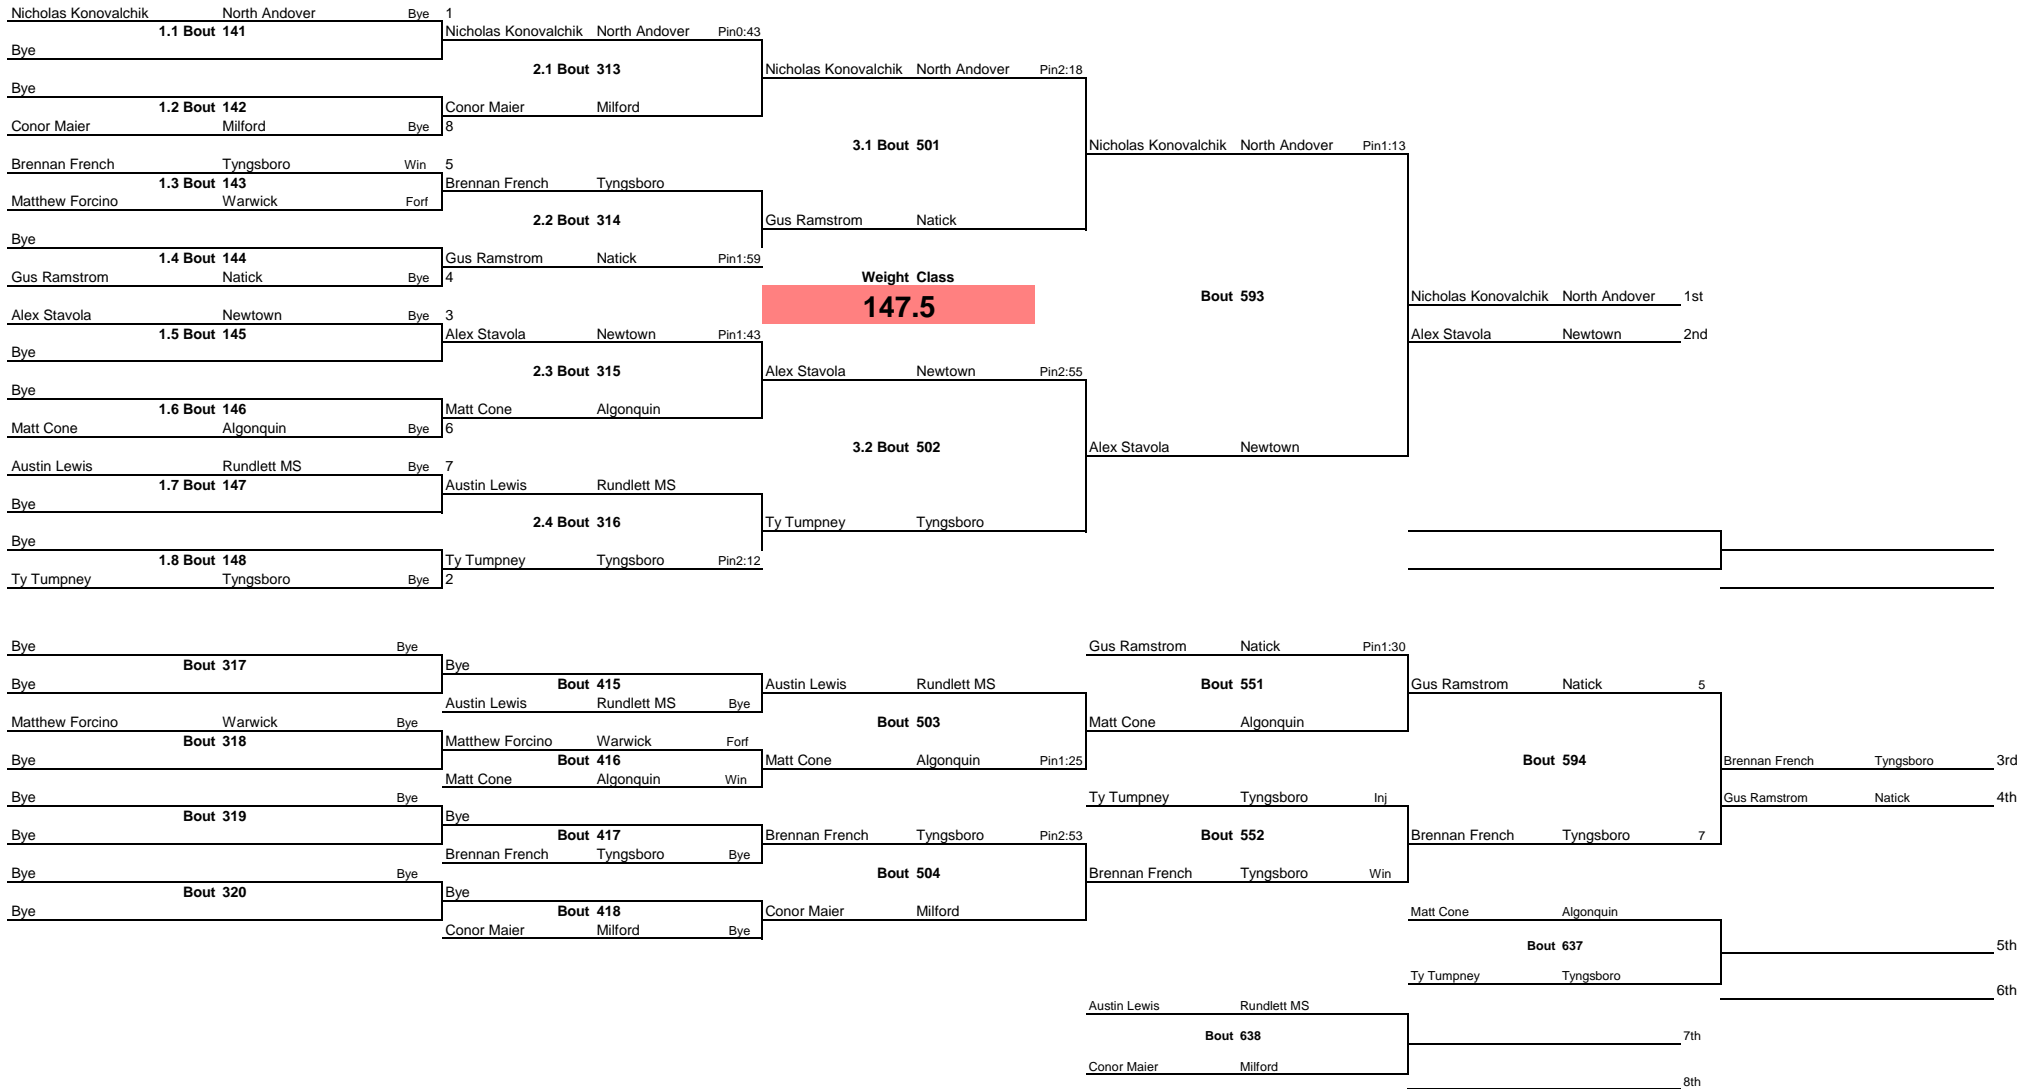 Nicholas Konovalchik North Andover Bye 1
1.1 Bout 141 Nicholas Konovalchik North Andover Pin0:43
Bye
2.1 Bout 313 Nicholas Konovalchik North Andover Pin2:18
Bye
1.2 Bout 142 Conor Maier Milford
Conor Maier Milford Bye 8
3.1 Bout 501 Nicholas Konovalchik North Andover Pin1:13
Brennan French Tyngsboro Win 5
1.3 Bout 143 Brennan French Tyngsboro
Matthew Forcino Warwick Forf
2.2 Bout 314 Gus Ramstrom Natick
Bye
1.4 Bout 144 Gus Ramstrom Natick Pin1:59
Gus Ramstrom Natick Bye 4 Weight Class
147.5 Bout 593 Nicholas Konovalchik North Andover 1st
Alex Stavola Newtown Bye 3
1.5 Bout 145 Alex Stavola Newtown Pin1:43 Alex Stavola Newtown 2nd
Bye
2.3 Bout 315 Alex Stavola Newtown Pin2:55
Bye
1.6 Bout 146 Matt Cone Algonquin
Matt Cone Algonquin Bye 6
3.2 Bout 502 Alex Stavola Newtown
Austin Lewis Rundlett MS Bye 7
1.7 Bout 147 Austin Lewis Rundlett MS
Bye
2.4 Bout 316 Ty Tumpney Tyngsboro
Bye
1.8 Bout 148 Ty Tumpney Tyngsboro Pin2:12
Ty Tumpney Tyngsboro Bye 2
Bye Bye Gus Ramstrom Natick Pin1:30
Bout 317 Bye
Bye Bout 415 Austin Lewis Rundlett MS Bout 551 Gus Ramstrom Natick 5
Austin Lewis Rundlett MS Bye
Matthew Forcino Warwick Bye Bout 503 Matt Cone Algonquin
Bout 318 Matthew Forcino Warwick Forf
Bye Bout 416 Matt Cone Algonquin Pin1:25 Bout 594 Brennan French Tyngsboro 3rd
Matt Cone Algonquin Win
Bye Bye Ty Tumpney Tyngsboro Inj Gus Ramstrom Natick 4th
Bout 319 Bye
Bye Bout 417 Brennan French Tyngsboro Pin2:53 Bout 552 Brennan French Tyngsboro 7
Brennan French Tyngsboro Bye
Bye Bye Bout 504 Brennan French Tyngsboro Win
Bout 320 Bye
Bye Bout 418 Conor Maier Milford Matt Cone Algonquin
Conor Maier Milford Bye
Bout 637 5th
Ty Tumpney Tyngsboro
6th
Austin Lewis Rundlett MS
Bout 638 7th
Conor Maier Milford
8th